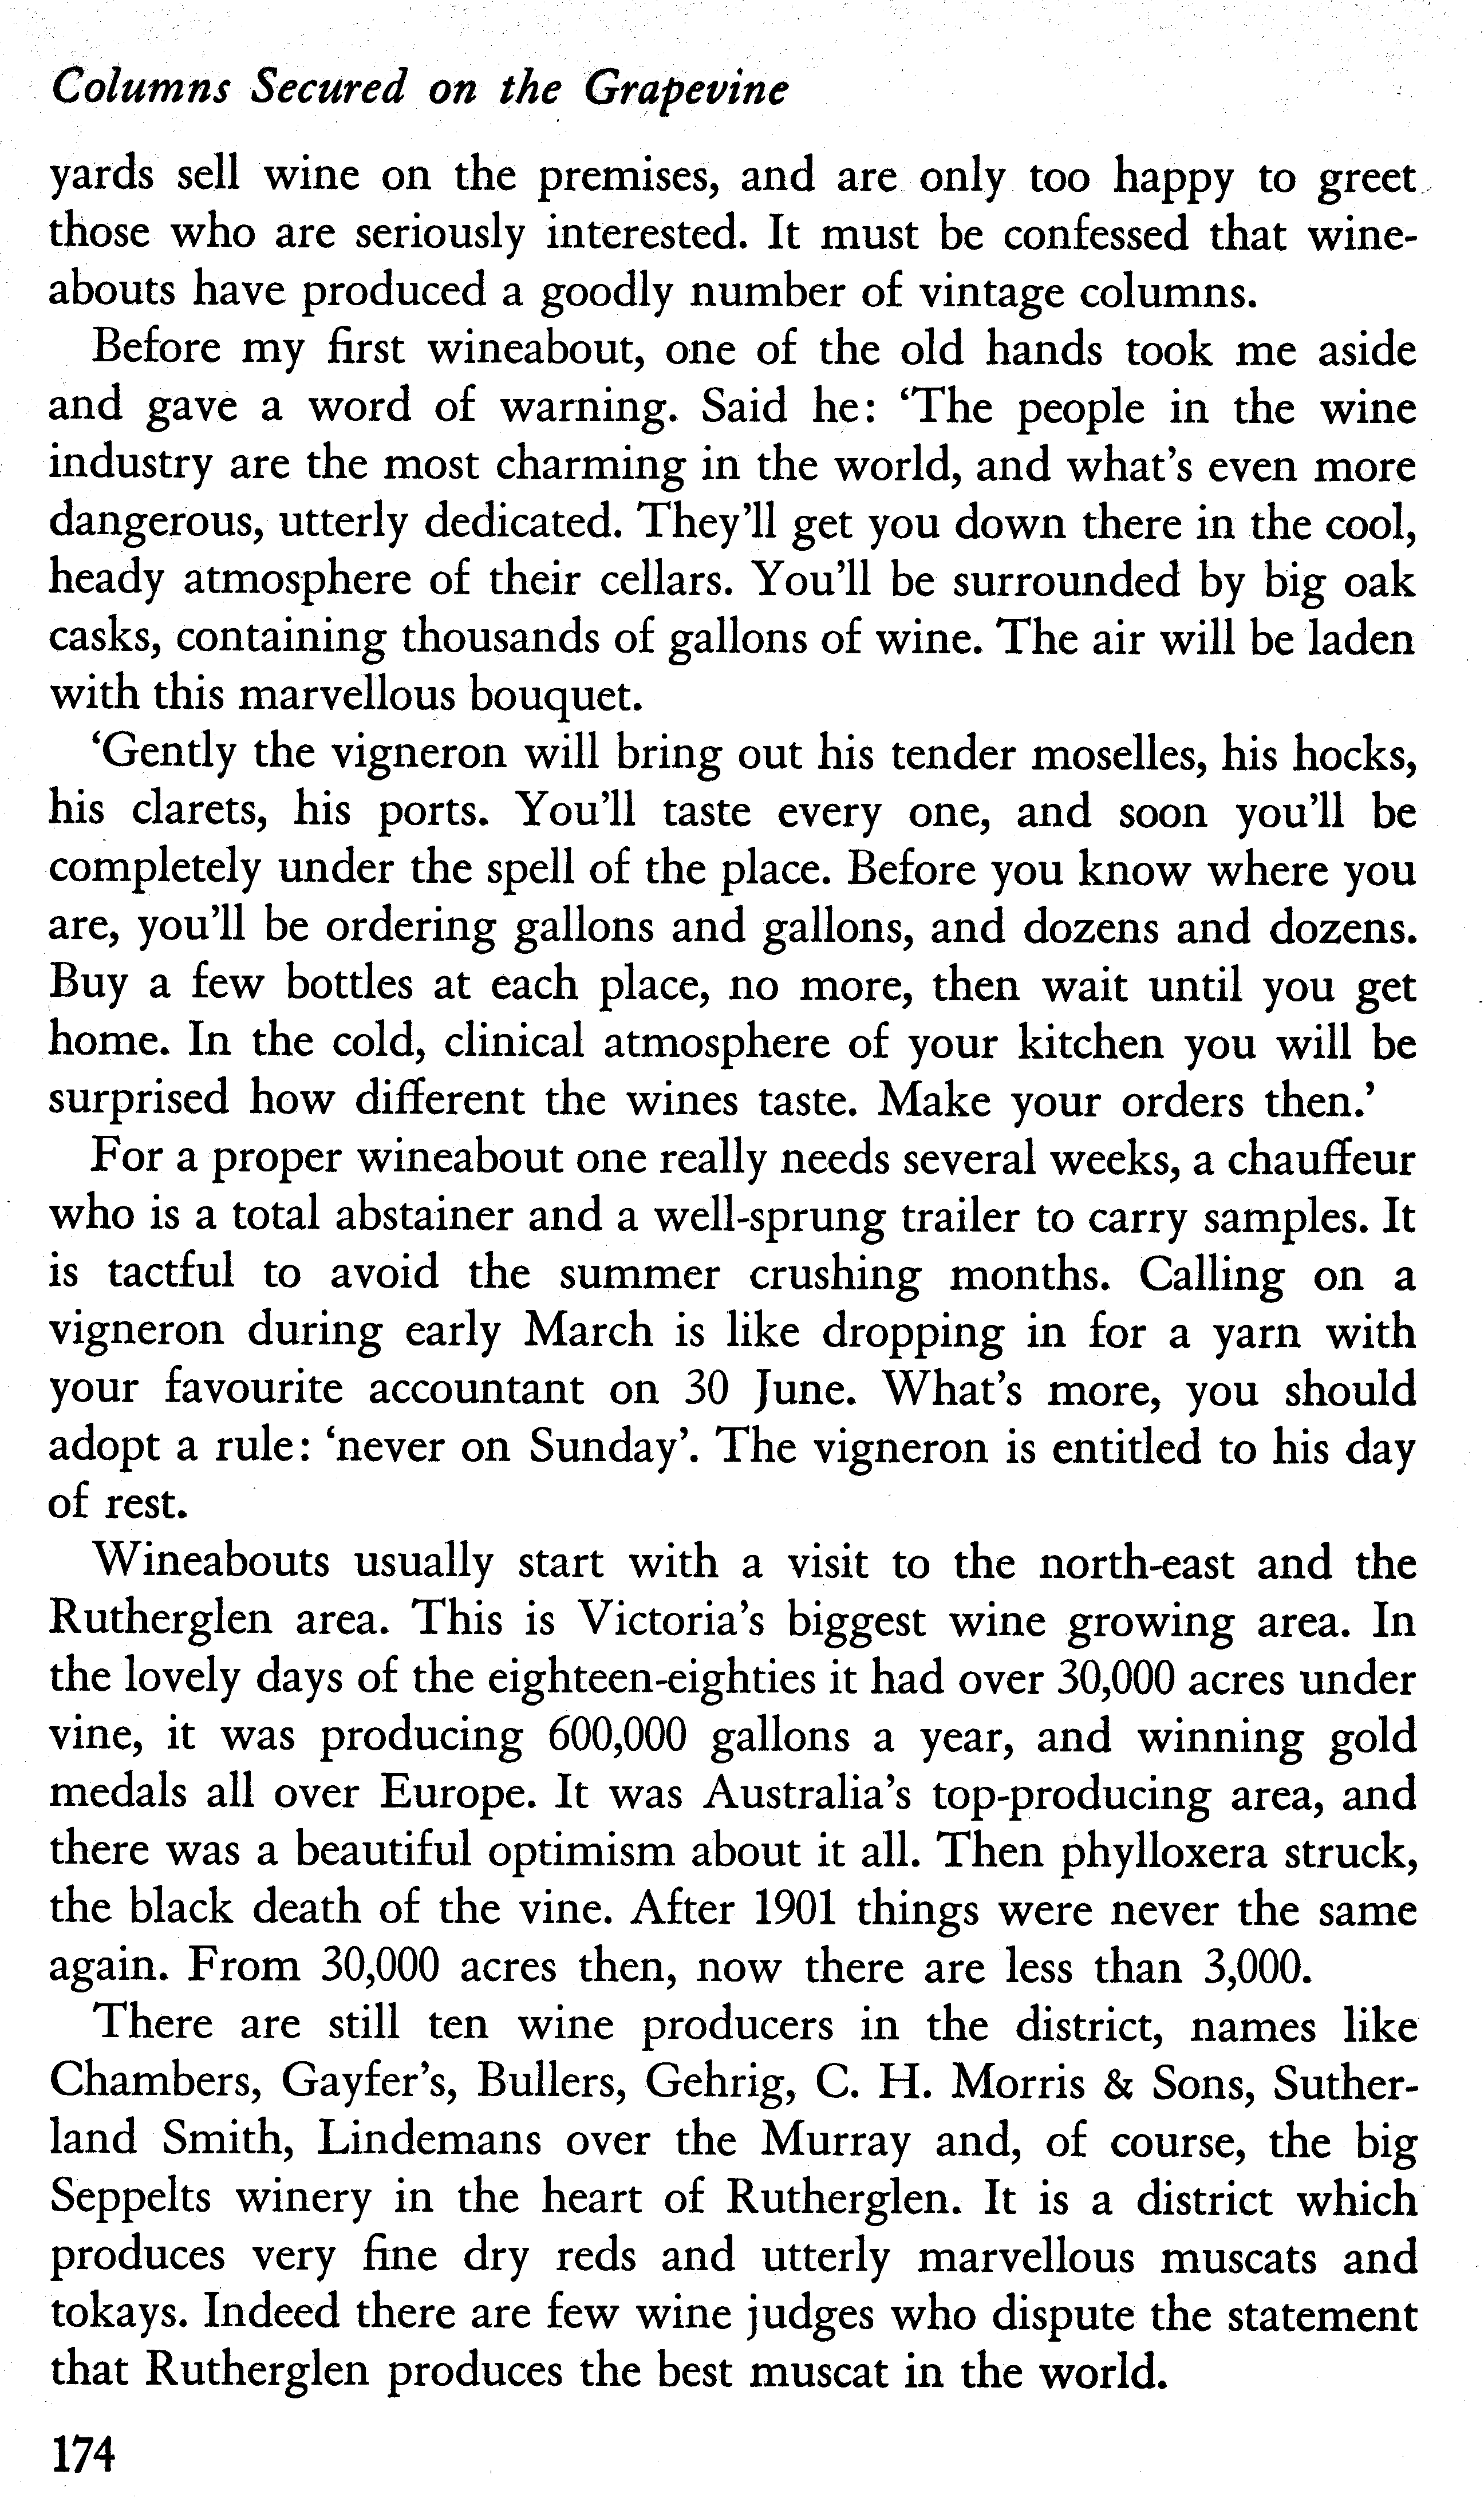 Columns Secured on the Grapevine
yards sell wine on the premises, and are only too happy to greet
those who are seriously interested. It must be confessed that wine-
abouts have produced a goodly number of vintage columns.
Before my first wineabout, one of the old hands took me aside
and gave a word of warning. Said he: ‘The people in the wine
industry are the most charming in the world, and what's even more
dangerous, utterly dedicated. They'll get you down there in the cool,
heady atmosphere of their cellars. You'll be surrounded by big oak
casks, containing thousands of gallons of wine. The air will be laden
with this marvellous bouquet.
‘Gently the vigneron will bring out his tender moselles, his hocks,
his clarets, his ports. You'll taste every one, and soon you'll be
completely under the spell of the place. Before you know where you
are, you'll be ordering gallons and gallons, and dozens and dozens.
Buy a few bottles at each place, no more, then wait until you get
home. In the cold, clinical atmosphere of your kitchen you will be
surprised how different the wines taste. Make your orders then.’
For a proper wineabout one really needs several weeks, a chauffeur
who is a total abstainer and a well-sprung trailer to carry samples. It
is tactful to avoid the summer crushing months. Calling on a
vigneron during early March is like dropping in for a yarn with
your favourite accountant on 30 June. What's more, you should
adopt a rule: ‘never on Sunday’. The vigneron is entitled to his day
of rest.
Wineabouts usually start with a visit to the north-east and the
Rutherglen area. This is Victoria's biggest wine growing area. In
the lovely days of the eighteen-eighties it had over 30,000 acres under
vine, it was producing 600,000 gallons a year, and winning gold
medals all over Europe. It was Australia's top-producing area, and
there was a beautiful optimism about it all. Then phylloxera struck,
the black death of the vine. After 1901 things were never the same
again. From 30,000 acres then, now there are less than 3,000.
There are still ten wine producers in the district, names like
Chambers, Gayfer's, Bullers, Gehrig, C. H. Morris & Sons, Suther-
land Smith, Lindemans over the Murray and, of course, the big
Seppelts winery in the heart of Rutherglen. It is a district which
produces very fine dry reds and utterly marvellous muscats and
tokays. Indeed there are few wine judges who dispute the statement
that Rutherglen produces the best muscat in the world.
174